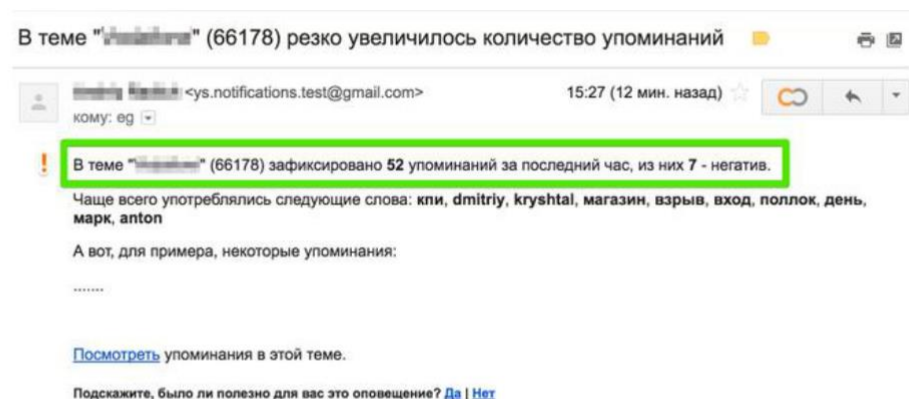 В теме "" (66178) резко увеличилось количество упоминаний
<ys.notifications.test@gmail.com> 15:27 (12 мин. назад)
кому: eg
! В теме "" (66178) зафиксировано 52 упоминаний за последний час, из них 7 - негатив.
Чаще всего употреблялись следующие слова: кпи, dmitriy, kryshtal, магазин, взрыв, вход, поллок, день,
марк, anton
А вот, для примера, некоторые упоминания:
.......
Посмотреть упоминания в этой теме.
Подскажите, было ли полезно для вас это оповещение? Да | Нет